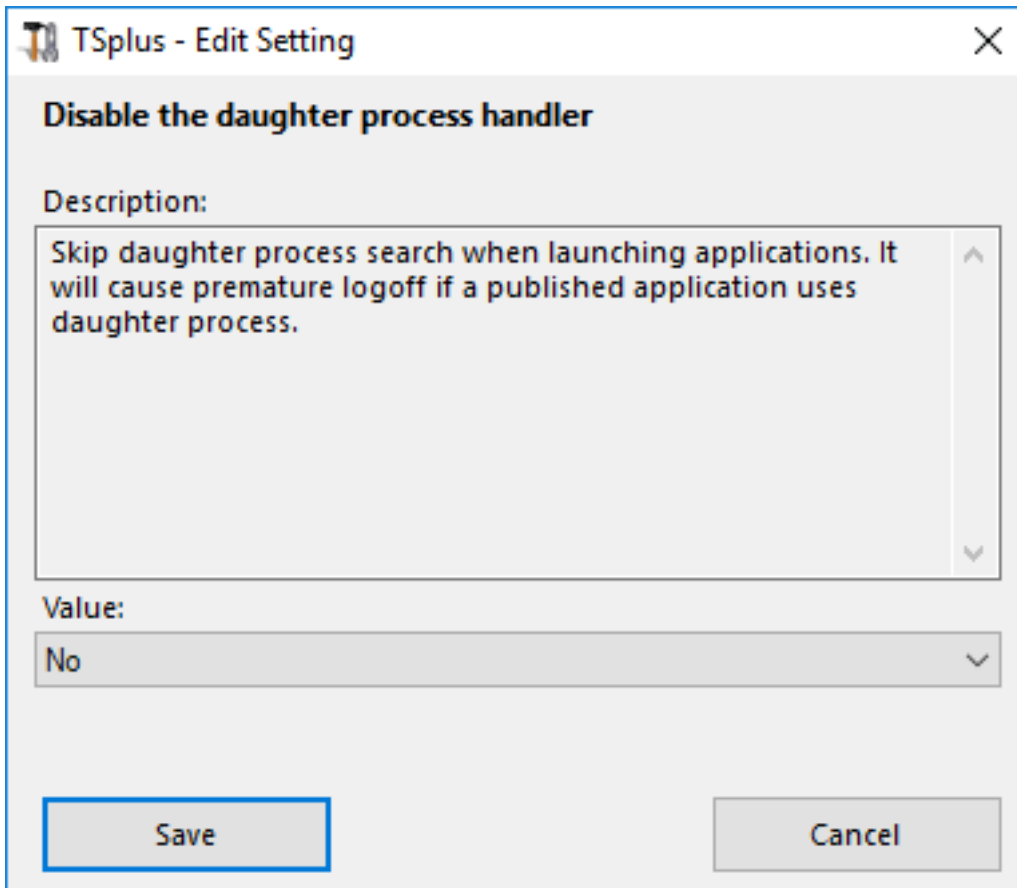 TSplus - Edit Setting
Disable the daughter process handler
Description:
Skip daughter process search when launching applications. It
will cause premature logoff if a published application uses
daughter process.
Value:
No
Save
Cancel